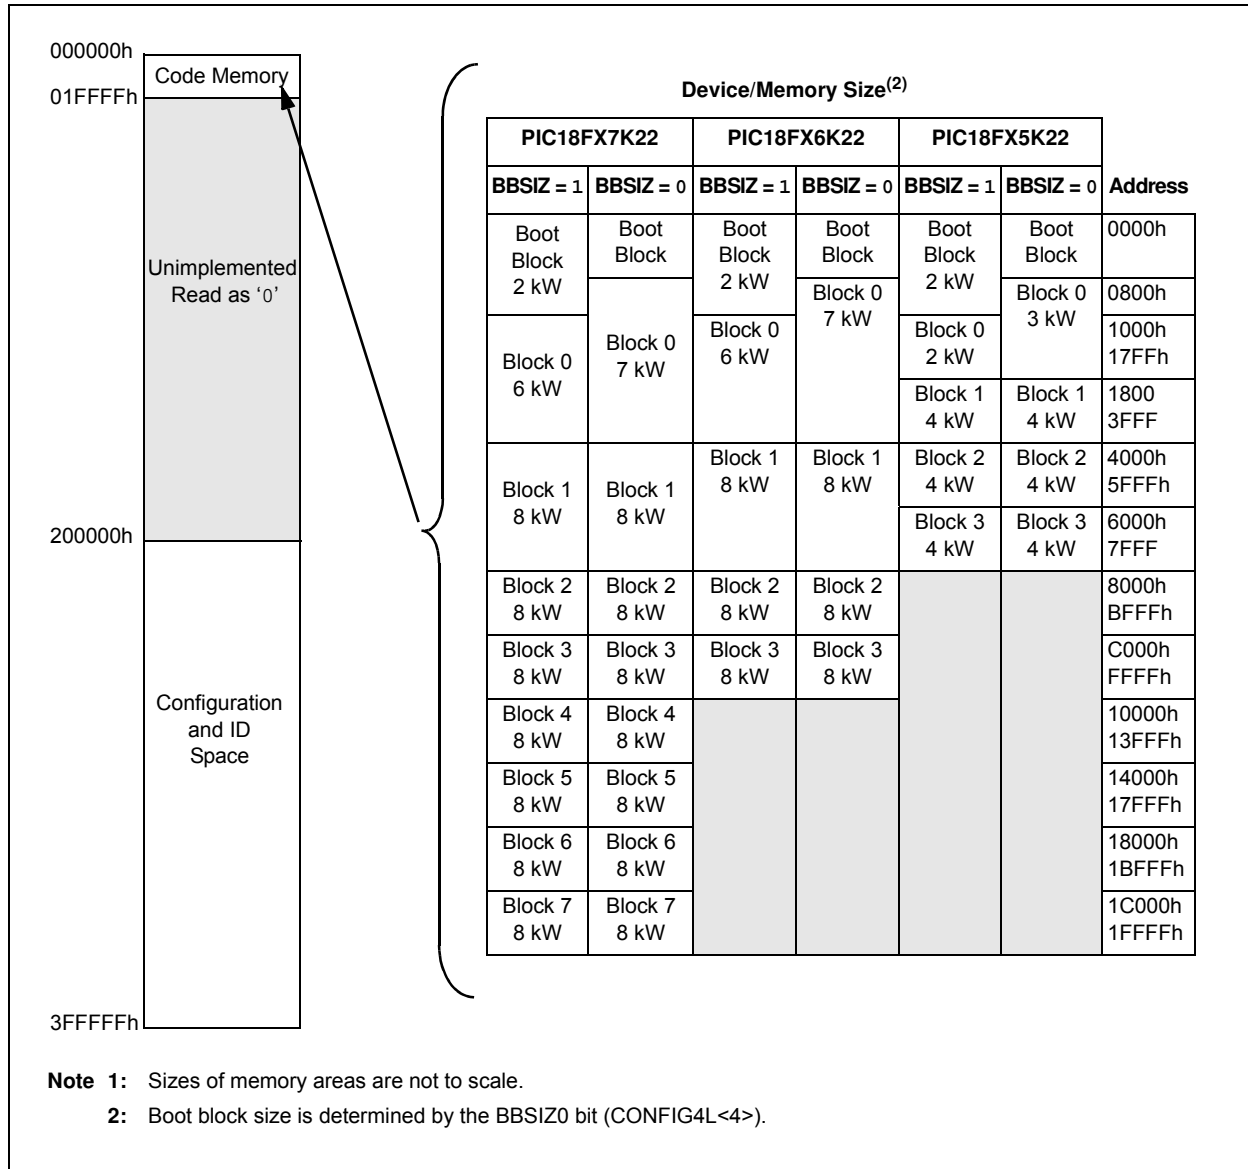 000000h
Code Memory
01FFFFh
Unimplemented
Read as ‘0’
200000h
Configuration
and ID
Space
3FFFFFh
Device/Memory Size(2)
PIC18FX7K22 PIC18FX6K22 PIC18FX5K22
BBSIZ = 1 BBSIZ = 0 BBSIZ = 1 BBSIZ = 0 BBSIZ = 1 BBSIZ = 0 Address
Boot Boot Boot Boot Boot Boot 0000h
Block Block Block Block Block Block
2 kW 2 kW Block 0 2 kW Block 0 0800h
7 kW 3 kW
Block 0 Block 0 Block 0 1000h
6 kW 7 kW 6 kW 2 kW 17FFh
Block 1 Block 1 1800
4 kW 4 kW 3FFF
Block 1 Block 1 Block 1 Block 1 Block 2 Block 2 4000h
8 kW 8 kW 8 kW 8 kW 4 kW 4 kW 5FFFh
Block 3 Block 3 6000h
4 kW 4 kW 7FFF
Block 2 Block 2 Block 2 Block 2 8000h
8 kW 8 kW 8 kW 8 kW BFFFh
Block 3 Block 3 Block 3 Block 3 C000h
8 kW 8 kW 8 kW 8 kW FFFFh
Block 4 Block 4 10000h
8 kW 8 kW 13FFFh
Block 5 Block 5 14000h
8 kW 8 kW 17FFFh
Block 6 Block 6 18000h
8 kW 8 kW 1BFFFh
Block 7 Block 7 1C000h
8 kW 8 kW 1FFFFh
Note 1: Sizes of memory areas are not to scale.
2: Boot block size is determined by the BBSIZ0 bit (CONFIG4L<4>).